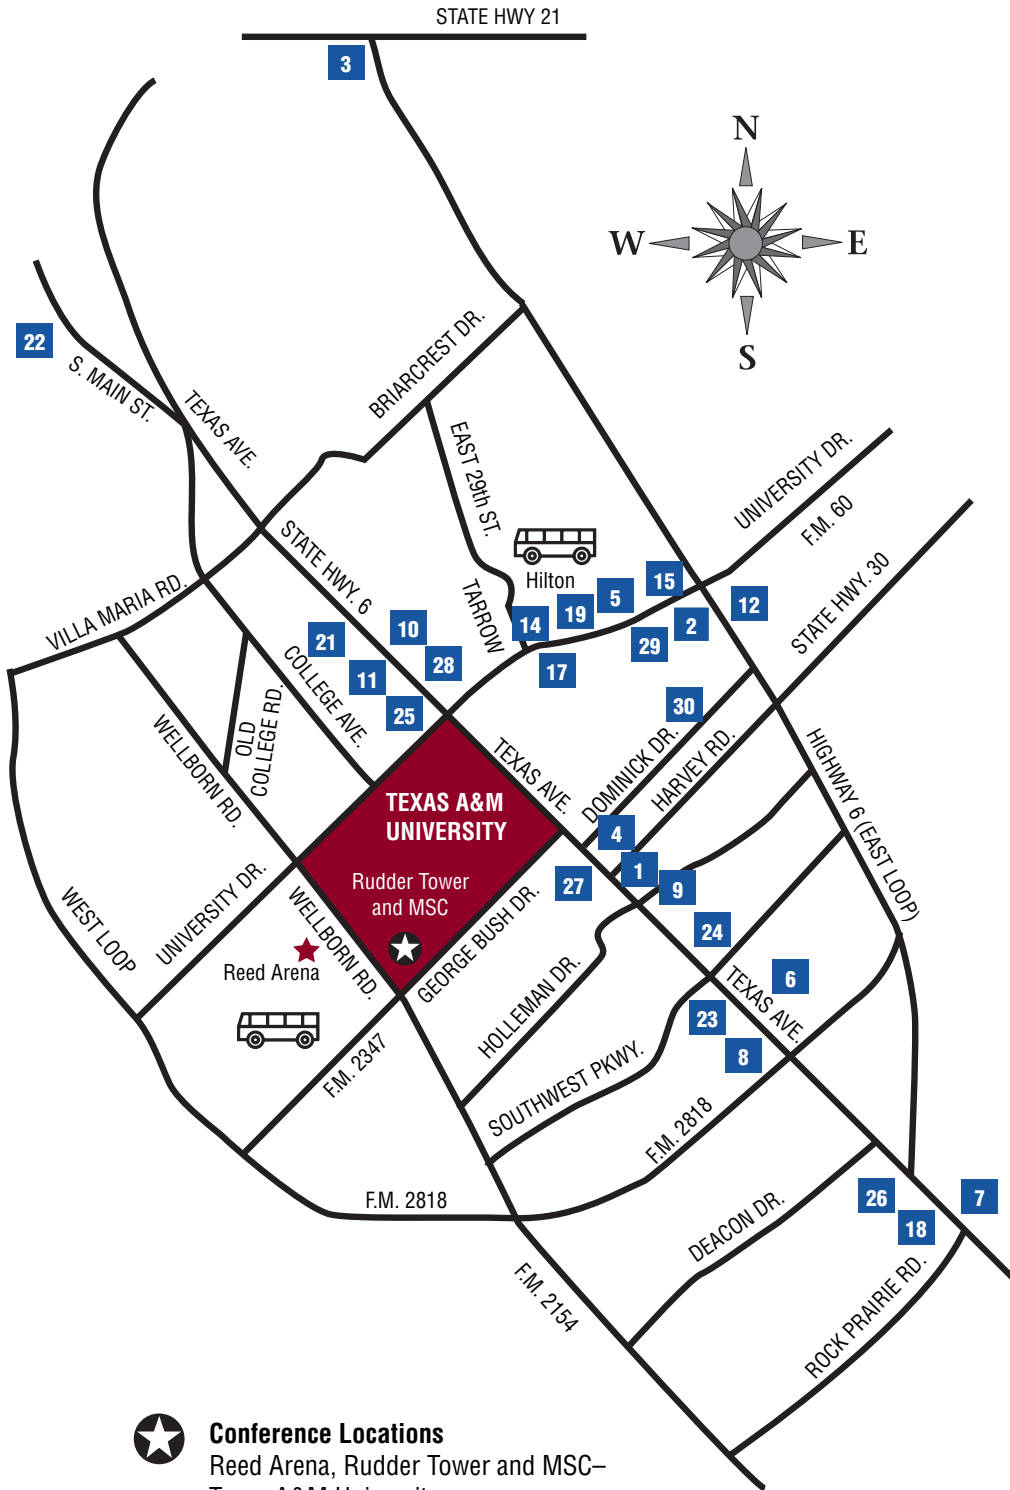 STATE HWY 21
3
N
W
E
S
22
S. MAIN ST.
TEXAS AVE.
BRIARCREST DR.
EAST 29th ST.
UNIVERSITY DR.
F.M. 60
STATE HWY. 30
STATE HWY. 6
Hilton
TARROW
VILLA MARIA RD.
15
5
19
14
12
2
29
17
10
21
28
11
25
30
OLD
COLLEGE RD.
COLLEGE AVE.
WELLBORN RD.
TEXAS AVE.
DOMINICK DR.
HARVEY RD.
HIGHWAY 6 (EAST LOOP)
TEXAS A&M
UNIVERSITY
Rudder Tower
and MSC
4
1
27
9
24
WEST LOOP
UNIVERSITY DR.
WELLBORN RD.
GEORGE BUSH DR.
Reed Arena
HOLLEMAN DR.
TEXAS AVE.
6
23
8
F.M. 2347
SOUTHWEST PKWY.
F.M. 2818
F.M. 2818
DEACON DR.
26
18
7
F.M. 2154
ROCK PRAIRIE RD.
Conference Locations
Reed Arena, Rudder Tower and MSC–